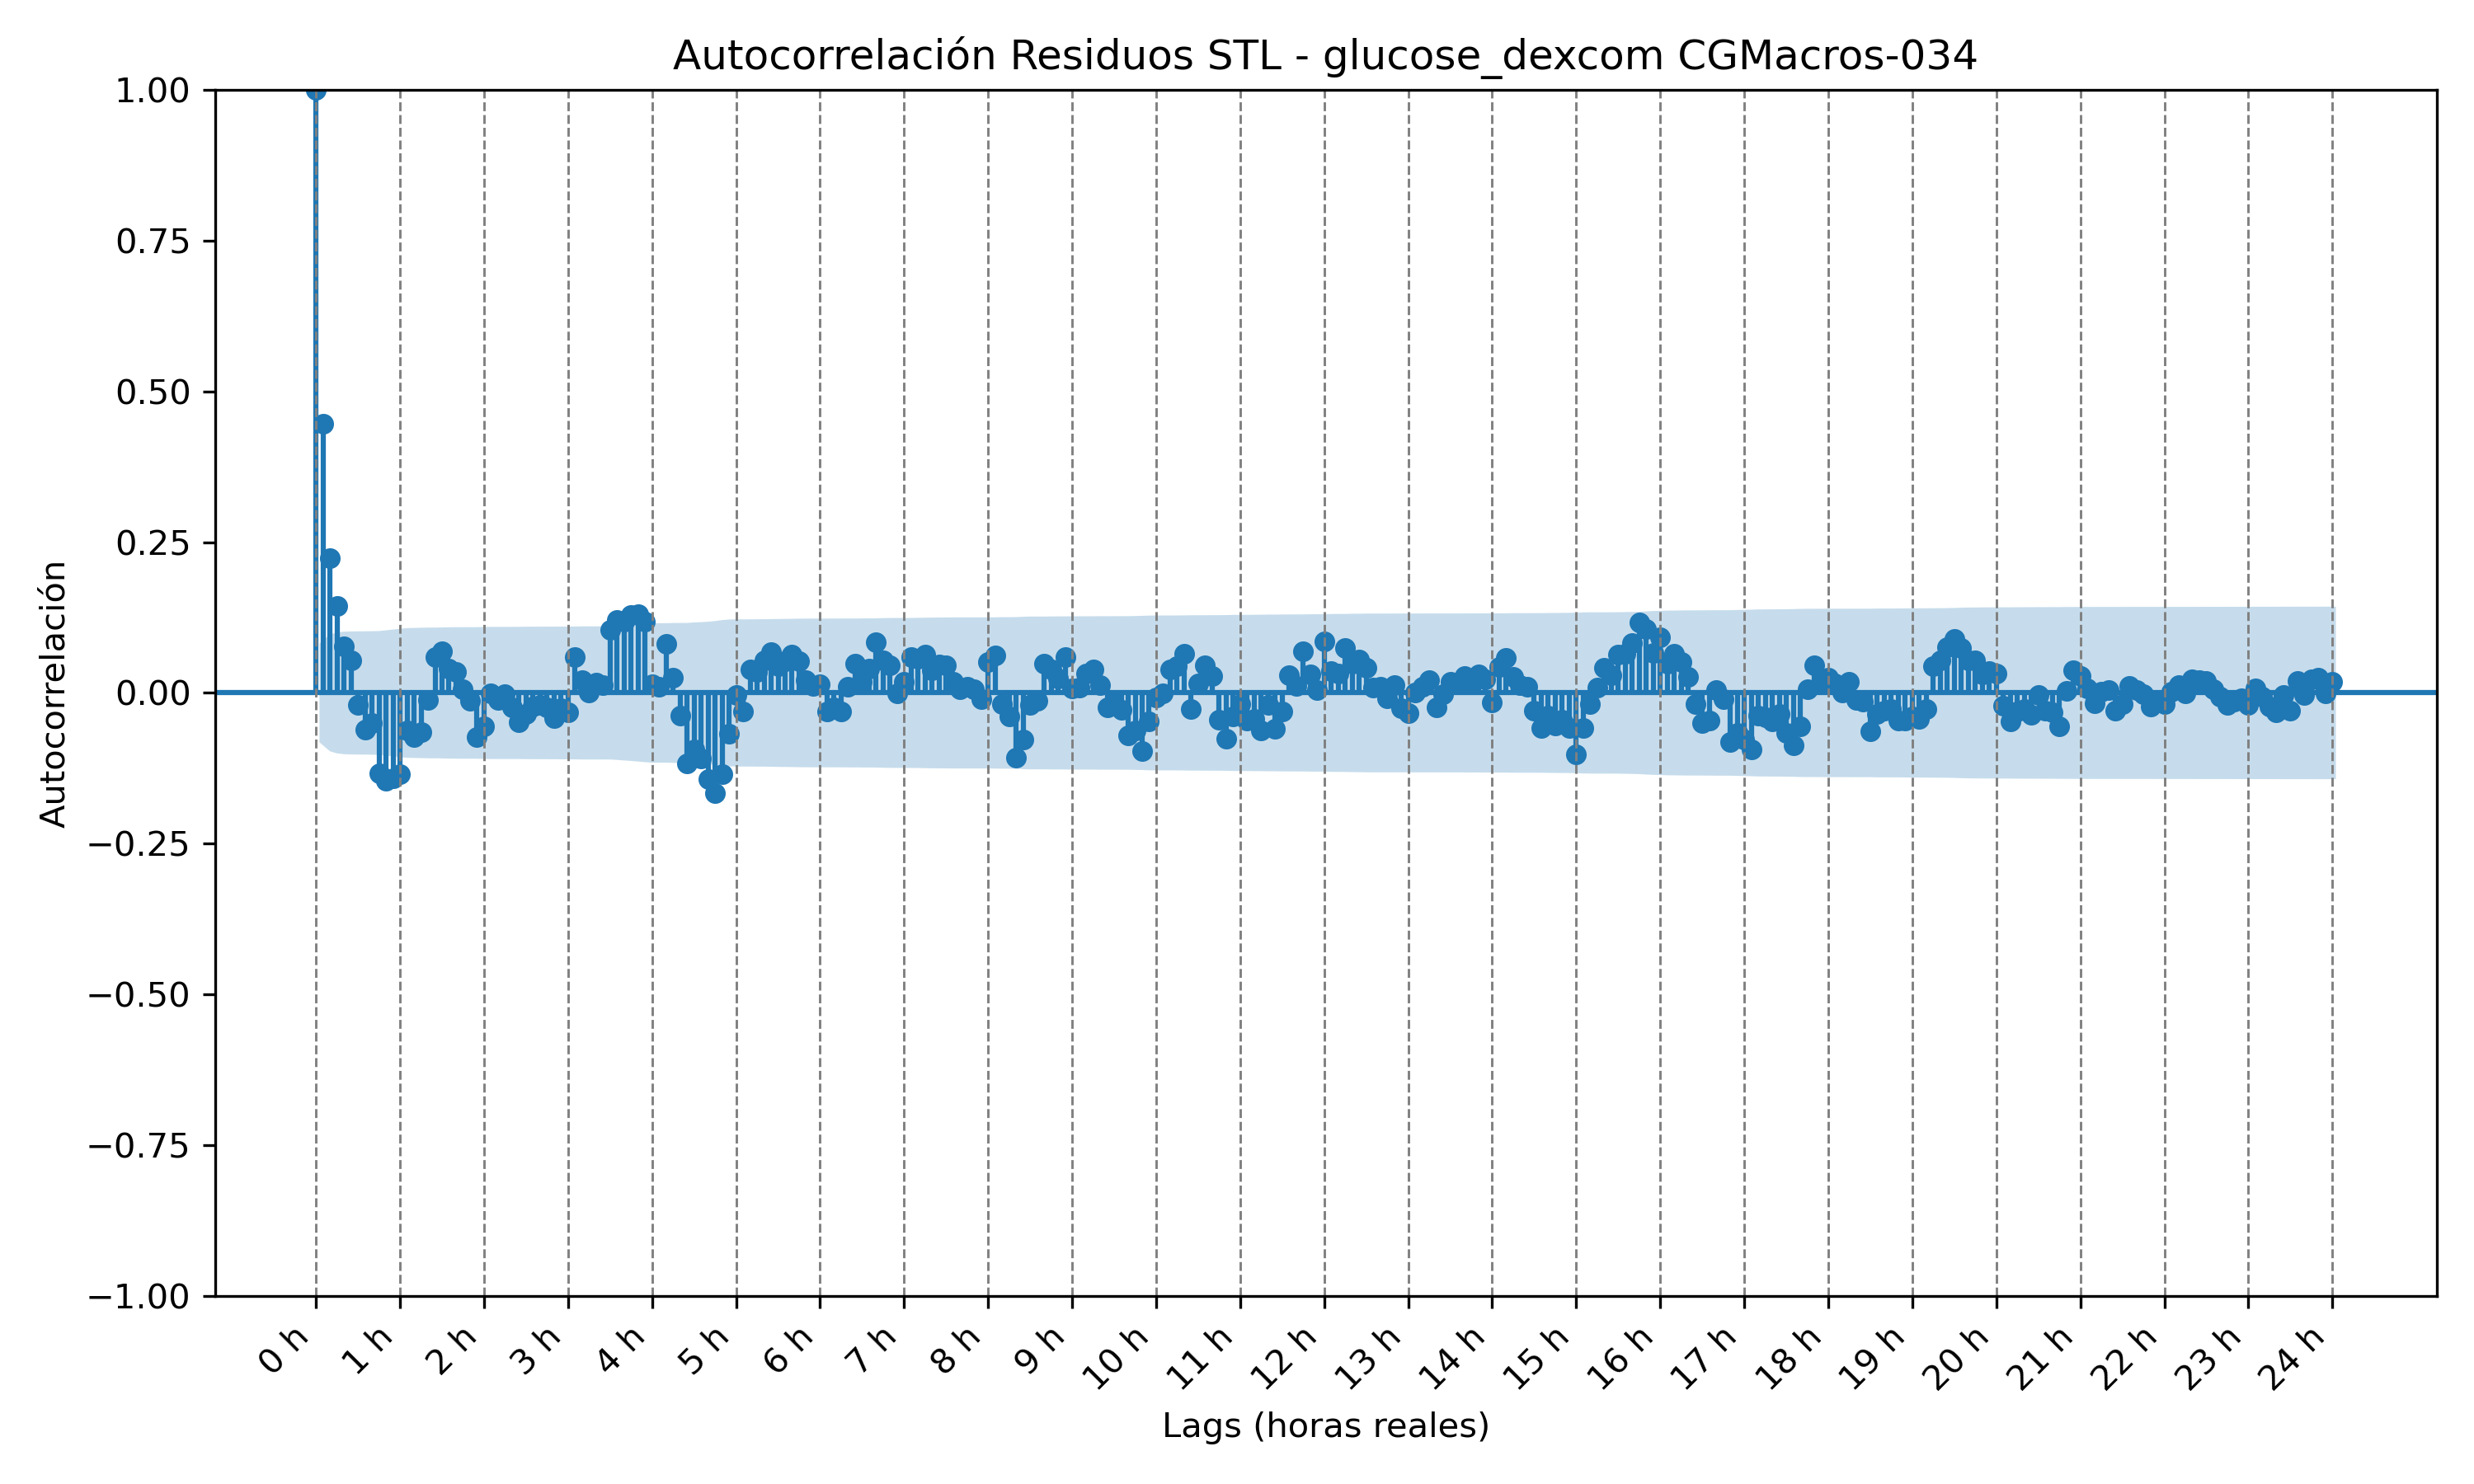 Autocorrelación Residuos STL - glucose_dexcom CGMacros-034
1.00
0.75
0.50
0.25
0.00
−0.25
−0.50
−0.75
−1.00
Autocorrelación
0 h
1 h
2 h
3 h
4 h
5 h
6 h
7 h
8 h
9 h
10 h
11 h
12 h
13 h
14 h
15 h
16 h
17 h
18 h
19 h
20 h
21 h
22 h
23 h
24 h
Lags (horas reales)